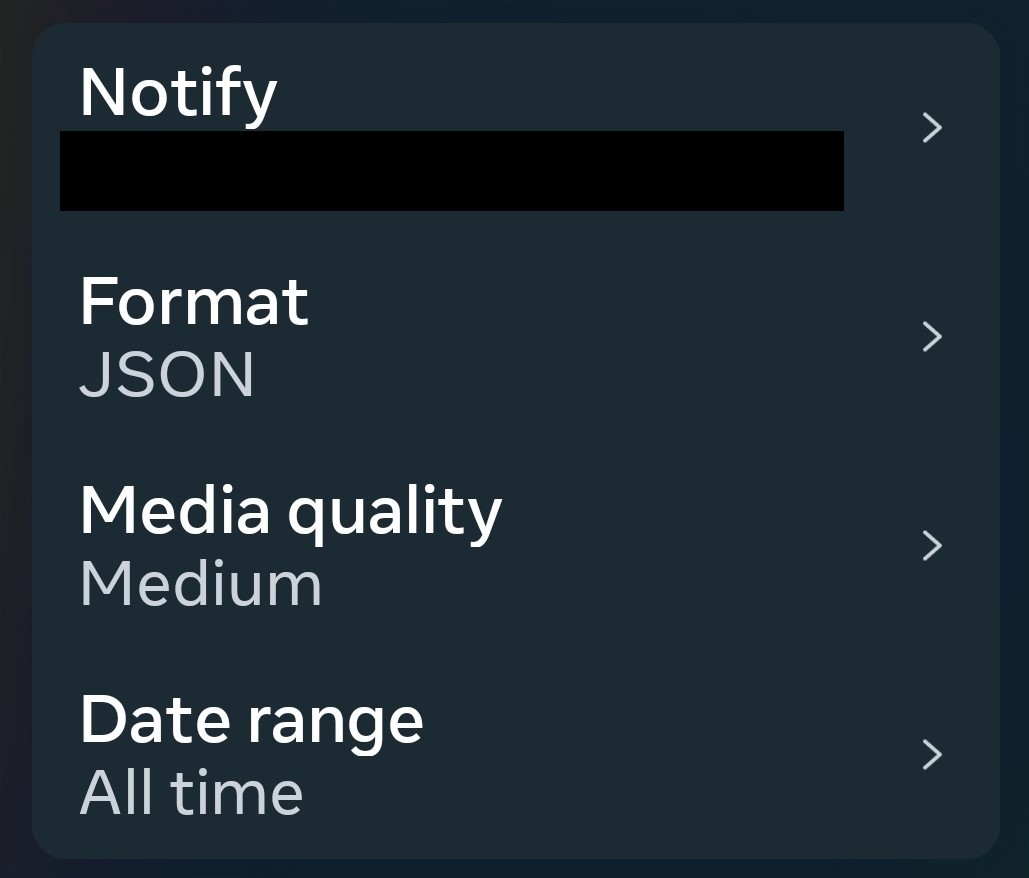 Notify
Format
JSON
Media quality
Medium
Date range
All time